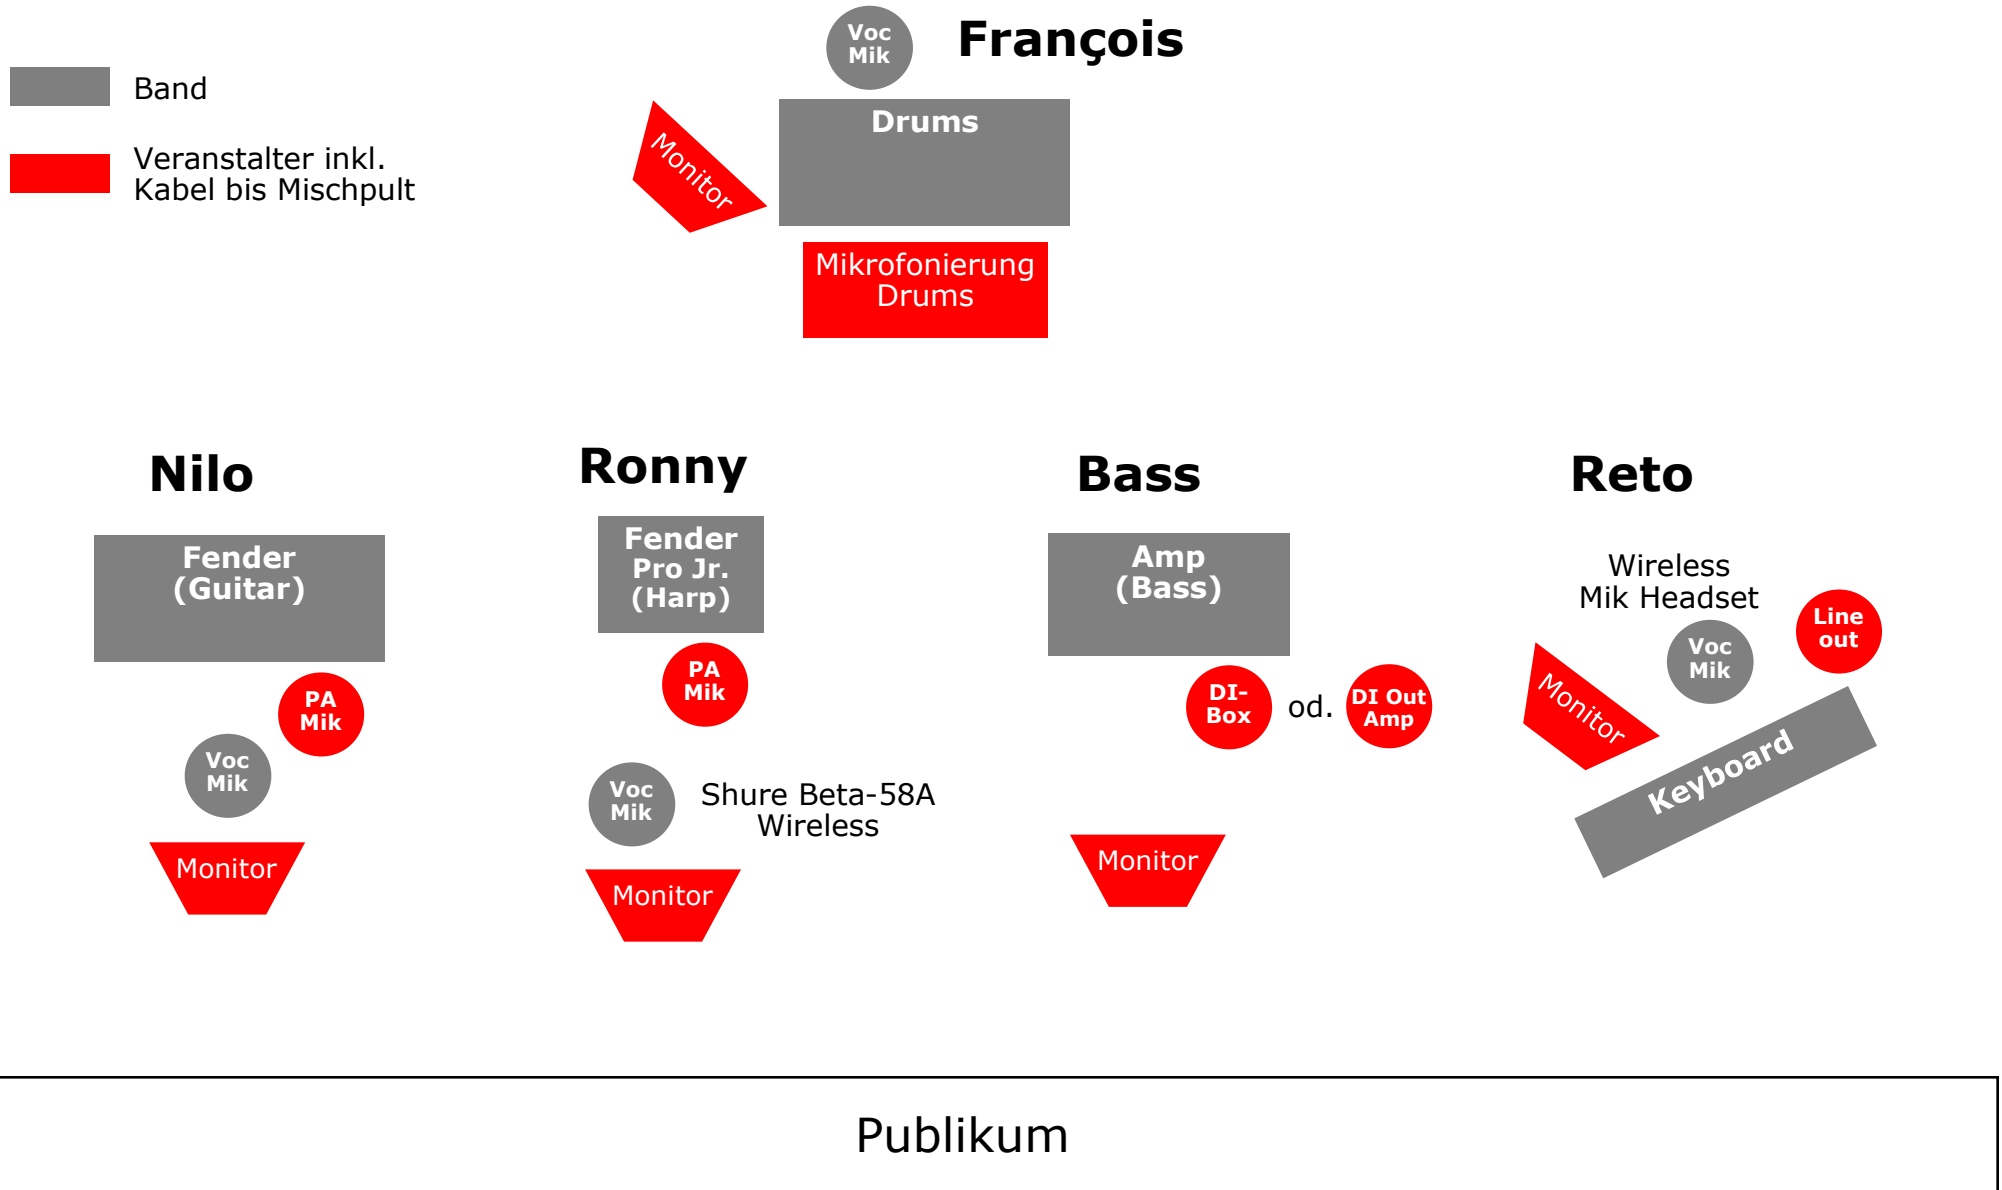 Voc
Mik
François
Band
Veranstalter inkl.
Kabel bis Mischpult
Drums
Monitor
Mikrofonierung
Drums
Nilo
Fender
(Guitar)
PA
Mik
Voc
Mik
Monitor
Ronny
Fender
Pro Jr.
(Harp)
PA
Mik
Voc
Mik
Shure Beta-58A
Wireless
Monitor
Bass
Amp
(Bass)
DI-
Box
od.
DI Out
Amp
Monitor
Reto
Wireless
Mik Headset
Line
out
Voc
Mik
Monitor
Keyboard
Publikum